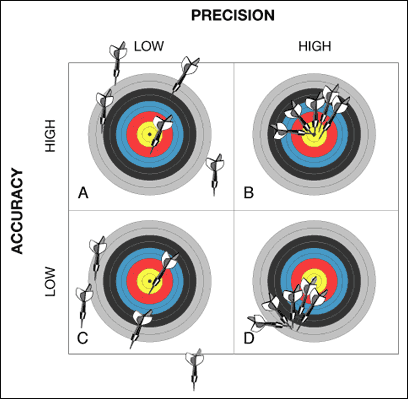 PRECISION
LOW HIGH
ACCURACY
HIGH
A B
LOW
C D